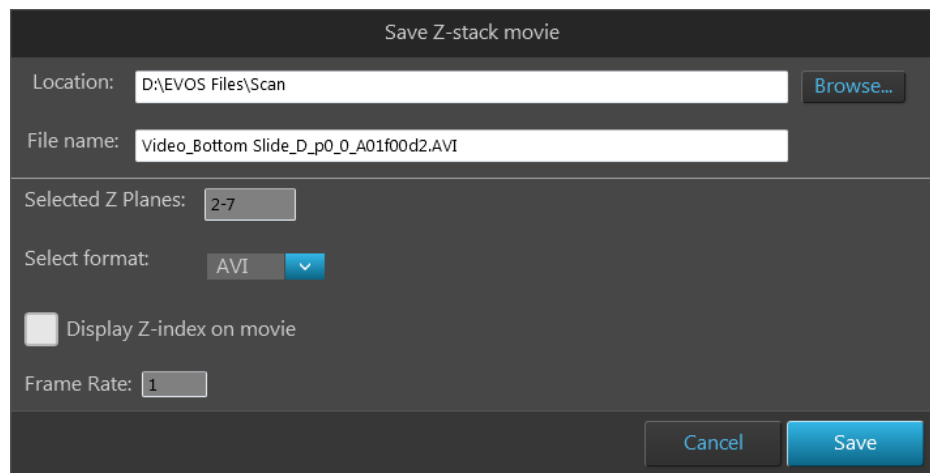 Save Z-stack movie
Location: D:\EVOS Files\Scan Browse...
File name: Video_Bottom Slide_D_p0_0_A01f00d2.AVI
Selected Z Planes: 2-7
Select format: AVI
Display Z-index on movie
Frame Rate: 1
Cancel Save